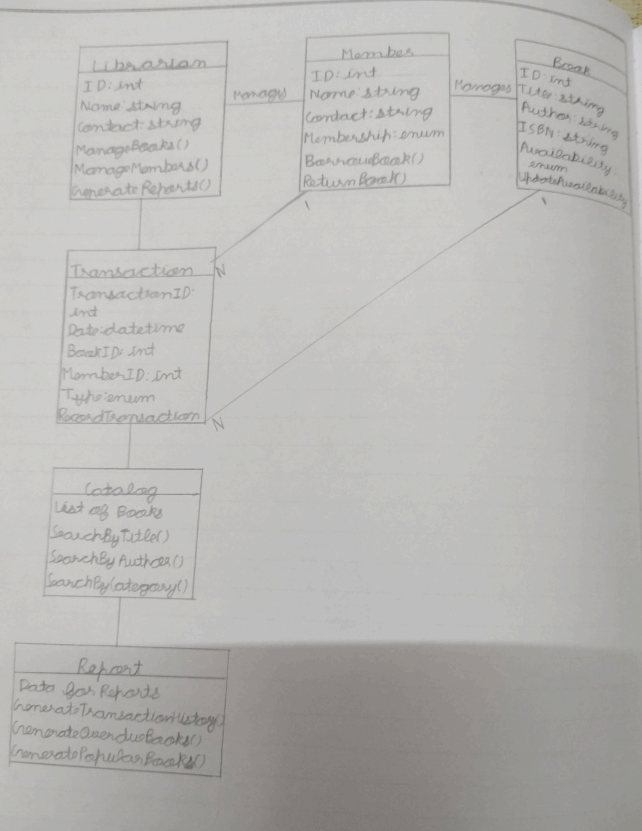 Librarian
ID: int
Name: string
Contact: string
ManageBooks()
ManageMembers()
GenerateReports()
Manages
Member
ID: int
Name: string
Contact: string
Membership: enum
BorrowBook()
ReturnBook()
1
Manages
Book
ID: int
Title: string
Author: string
ISBN: string
Availability:
enum
UpdateAvailability
1
Transaction
TransactionID:
int
Date: datetime
BookID: int
MemberID: int
Type: enum
RecordTransaction
N
N
Catalog
List of Books
SearchByTitle()
SearchByAuthor()
SearchByCategory()
Report
Data for Reports
GenerateTransactionHistory()
GenerateOverdueBooks()
GeneratePopularBooks()